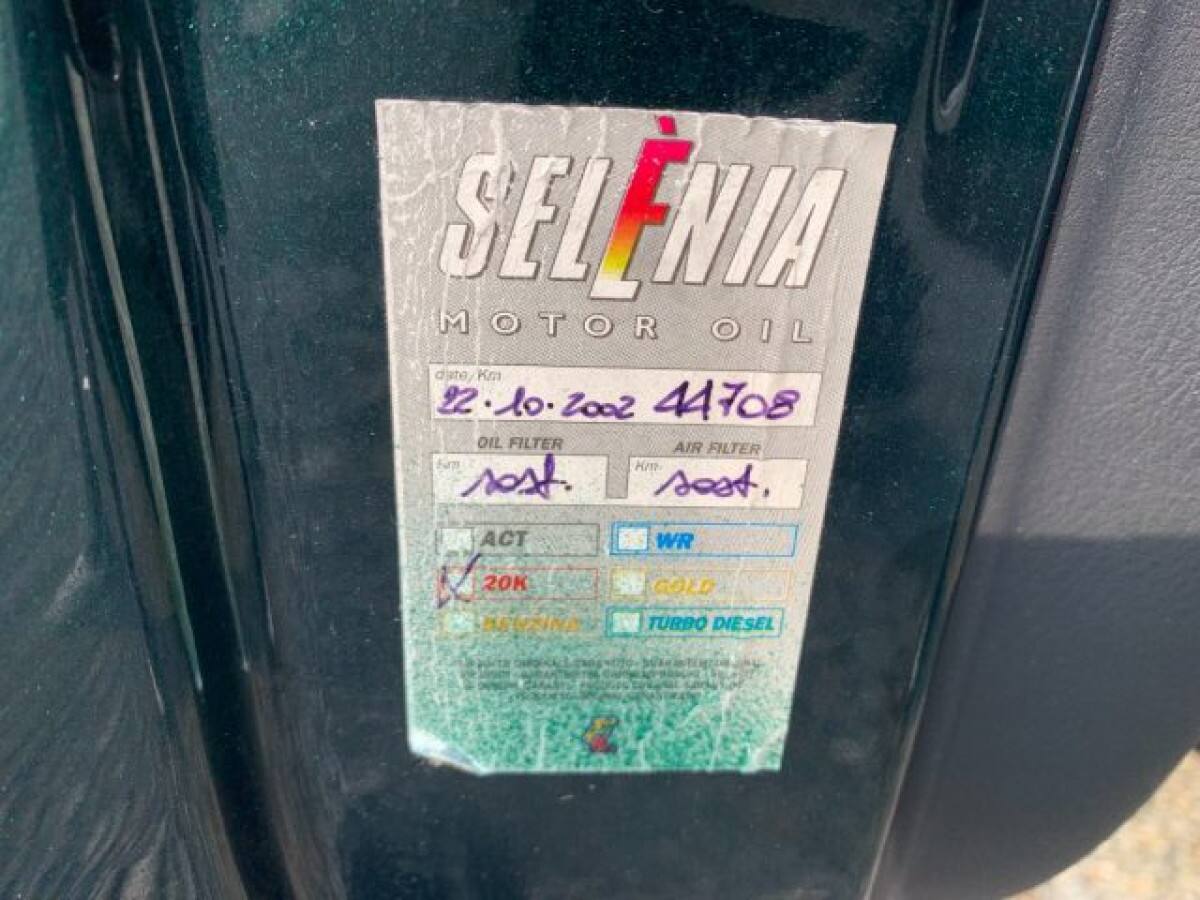 SELÈNIA
MOTOR OIL
date/Km
22.10.2002 44708
OIL FILTER AIR FILTER
Km sost. Km sost.
ACT WR
20K GOLD
BENZINA TURBO DIESEL